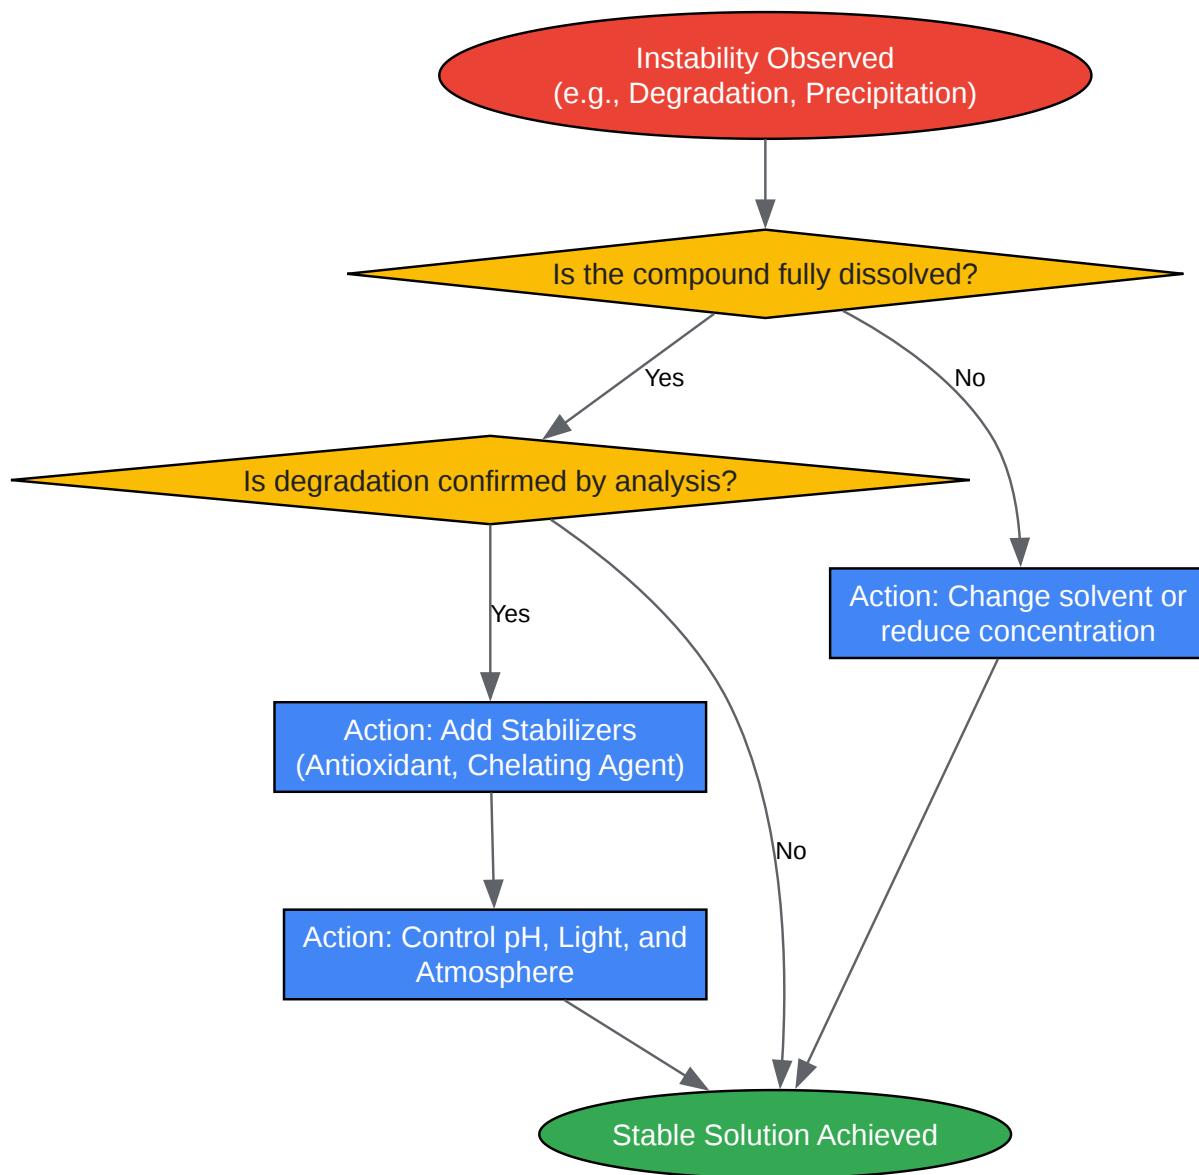 Instability Observed
(e.g., Degradation, Precipitation)
Is the compound fully dissolved?
Yes
No
Is degradation confirmed by analysis?
Action: Change solvent or
reduce concentration
Yes
Action: Add Stabilizers
(Antioxidant, Chelating Agent)
No
Action: Control pH, Light, and
Atmosphere
Stable Solution Achieved